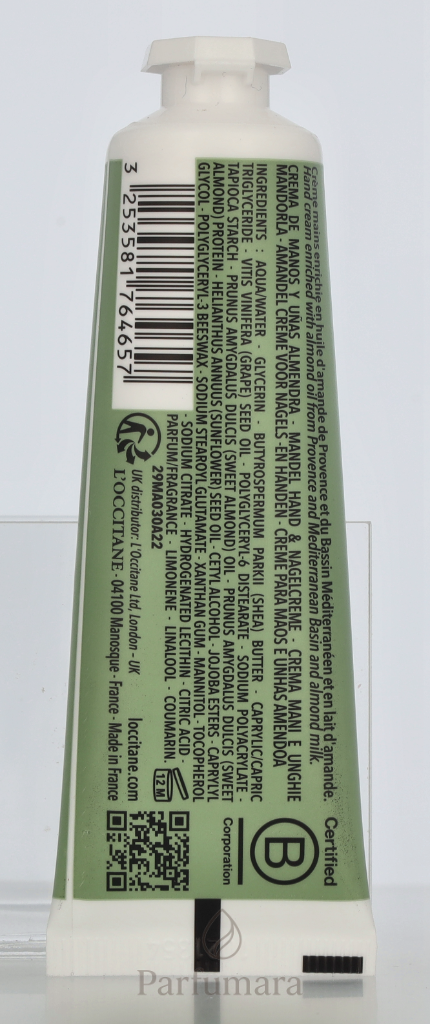 Crème mains enrichie en huile d'amande de Provence et du Bassin Méditerranéen et en lait d'amande.
Hand cream enriched with almond oil from Provence and Mediterranean Basin and almond milk.
CREMA DE MANOS Y UÑAS ALMENDRA · MANDEL HAND & NAGELCREME · CREMA MANI E UNGHIE
MANDORLA · AMANDEL CREME VOOR NAGELS -EN HANDEN · CREME PARA MAOS E UNHAS AMENDOA
INGREDIENTS : AQUA/WATER · GLYCERIN · BUTYROSPERMUM PARKII (SHEA) BUTTER · CAPRYLIC/CAPRIC
TRIGLYCERIDE · VITIS VINIFERA (GRAPE) SEED OIL · POLYGLYCERYL-6 DISTEARATE · SODIUM POLYACRYLATE ·
TAPIOCA STARCH · PRUNUS AMYGDALUS DULCIS (SWEET ALMOND) OIL · PRUNUS AMYGDALUS DULCIS (SWEET
ALMOND) PROTEIN · HELIANTHUS ANNUUS (SUNFLOWER) SEED OIL · CETYL ALCOHOL · JOJOBA ESTERS · CAPRYLYL
GLYCOL · POLYGLYCERYL-3 BEESWAX · SODIUM STEAROYL GLUTAMATE · XANTHAN GUM · MANNITOL · TOCOPHEROL
· SODIUM CITRATE · HYDROGENATED LECITHIN · CITRIC ACID ·
PARFUM/FRAGRANCE · LIMONENE · LINALOOL · COUMARIN.
29MA030A22
12 M
UK distributor: L'Occitane Ltd, London - UK
loccitane.com
L'OCCITANE · 04100 Manosque - France - Made in France
3 253581 764657
Certified
B
Corporation
Parfumara